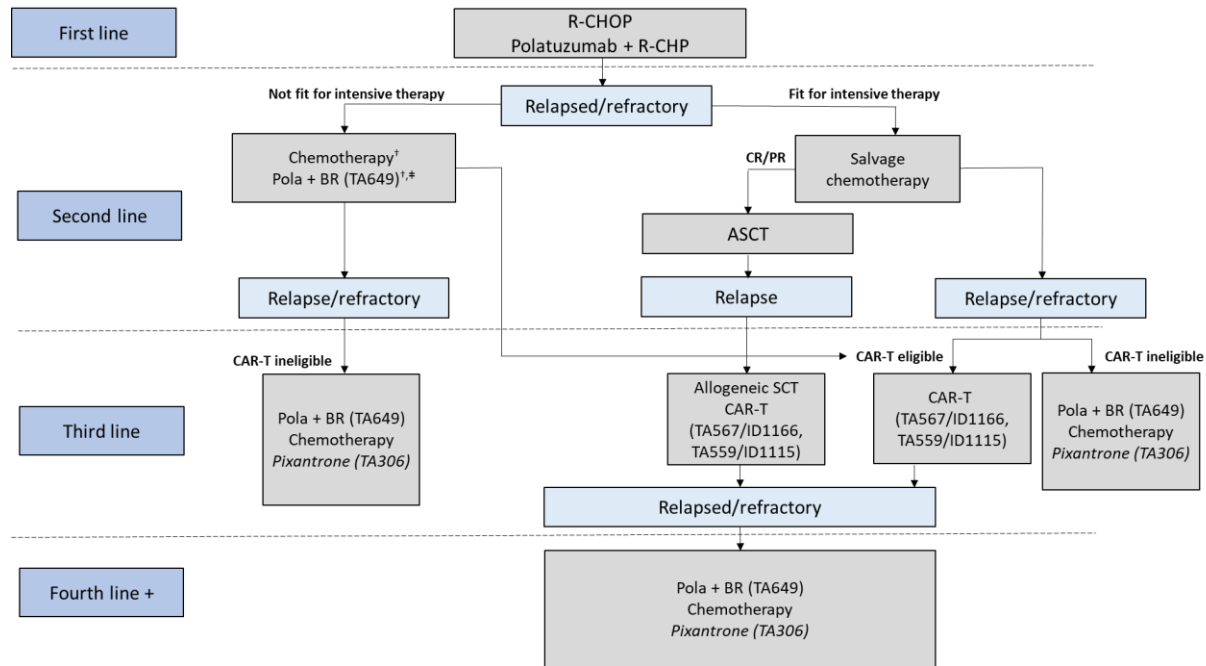 First line
R-CHOP
Polatuzumab + R-CHP
Not fit for intensive therapy
Relapsed/refractory
Fit for intensive therapy
Second line
Chemotherapy†
Pola + BR (TA649)†,‡
CR/PR
Salvage
chemotherapy
ASCT
Relapse/refractory
Relapse
Relapse/refractory
Third line
CAR-T ineligible
Pola + BR (TA649)
Chemotherapy
Pixantrone (TA306)
Allogeneic SCT
CAR-T
(TA567/ID1166,
TA559/ID1115)
CAR-T eligible
CAR-T
(TA567/ID1166,
TA559/ID1115)
CAR-T ineligible
Pola + BR (TA649)
Chemotherapy
Pixantrone (TA306)
Relapsed/refractory
Fourth line +
Pola + BR (TA649)
Chemotherapy
Pixantrone (TA306)